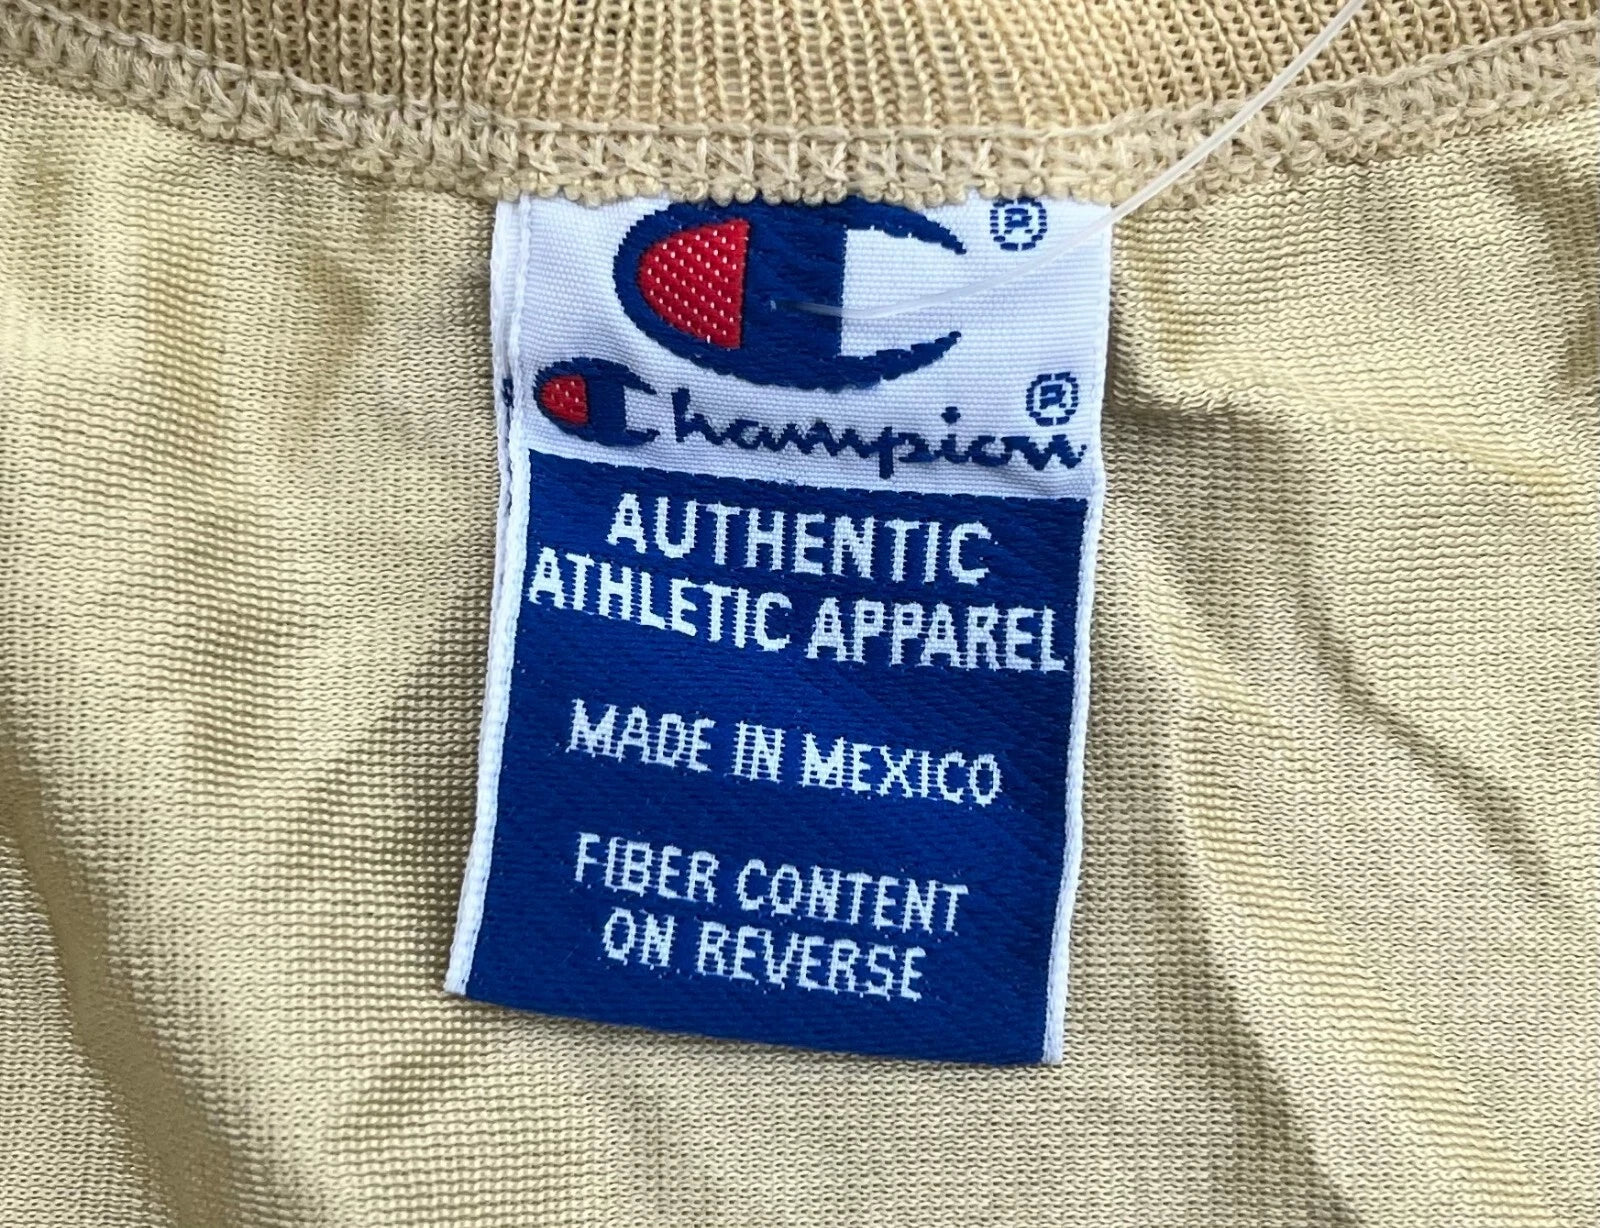 ®
Champion ®
AUTHENTIC
ATHLETIC APPAREL
MADE IN MEXICO
FIBER CONTENT
ON REVERSE